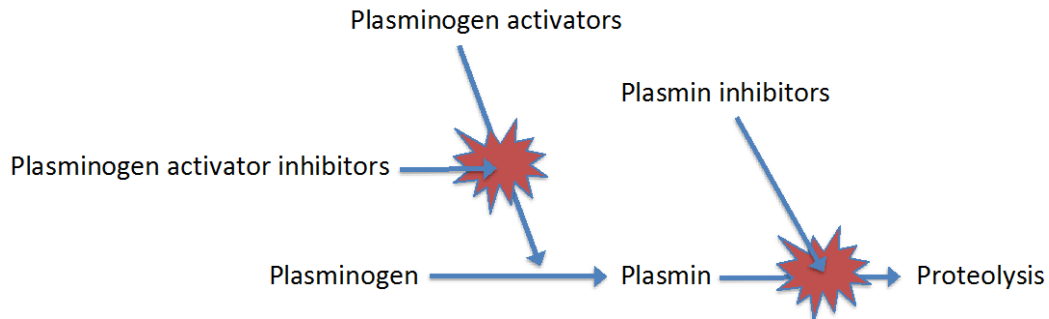 Plasminogen activators
Plasmin inhibitors
Plasminogen activator inhibitors
Plasminogen
Plasmin
Proteolysis